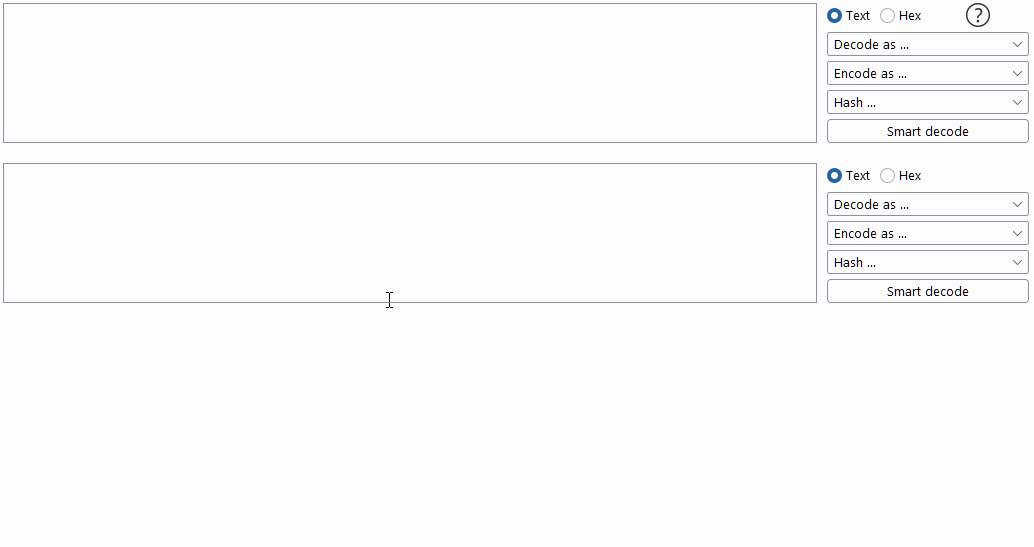 Text Hex ?
Decode as ...
Encode as ...
Hash ...
Smart decode
Text Hex
Decode as ...
Encode as ...
Hash ...
Smart decode